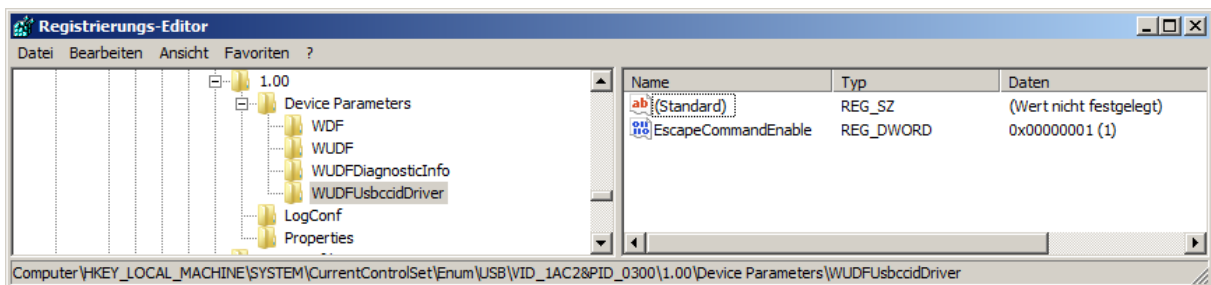 Registrierungs-Editor
Datei Bearbeiten Ansicht Favoriten ?
1.00
Device Parameters
WDF
WUDF
WUDFDiagnosticInfo
WUDFUsbccidDriver
LogConf
Properties
Name Typ Daten
(Standard) REG_SZ (Wert nicht festgelegt)
EscapeCommandEnable REG_DWORD 0x00000001 (1)
Computer\HKEY_LOCAL_MACHINE\SYSTEM\CurrentControlSet\Enum\USB\VID_1AC2&PID_0300\1.00\Device Parameters\WUDFUsbccidDriver